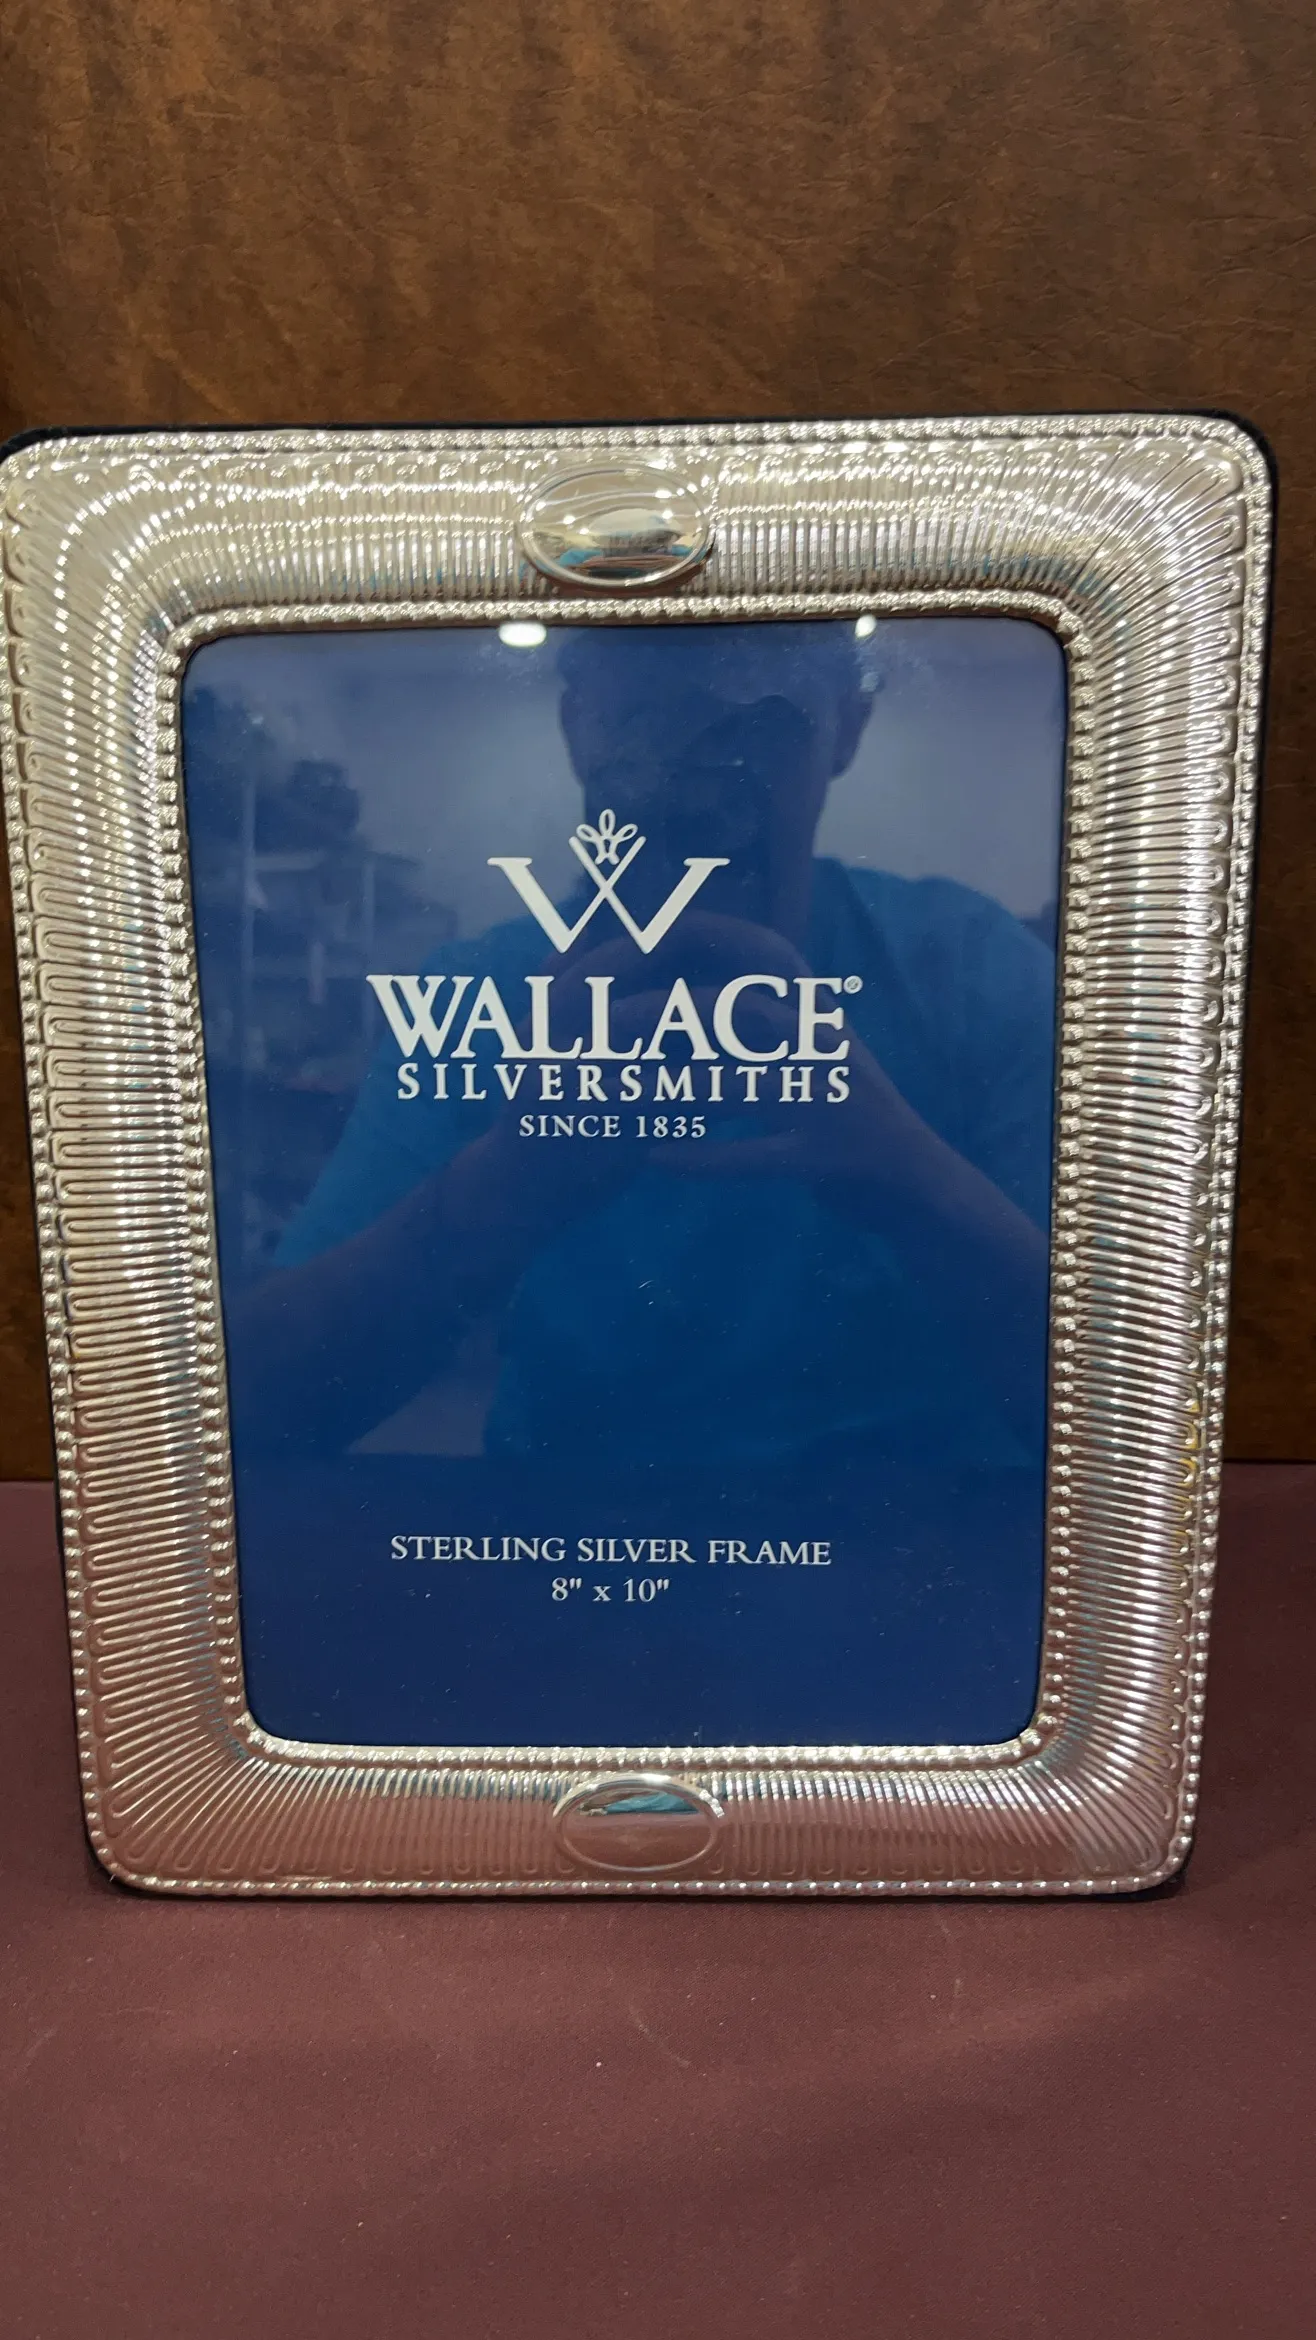 W
WALLACE®
SILVERSMITHS
SINCE 1835
STERLING SILVER FRAME
8" x 10"